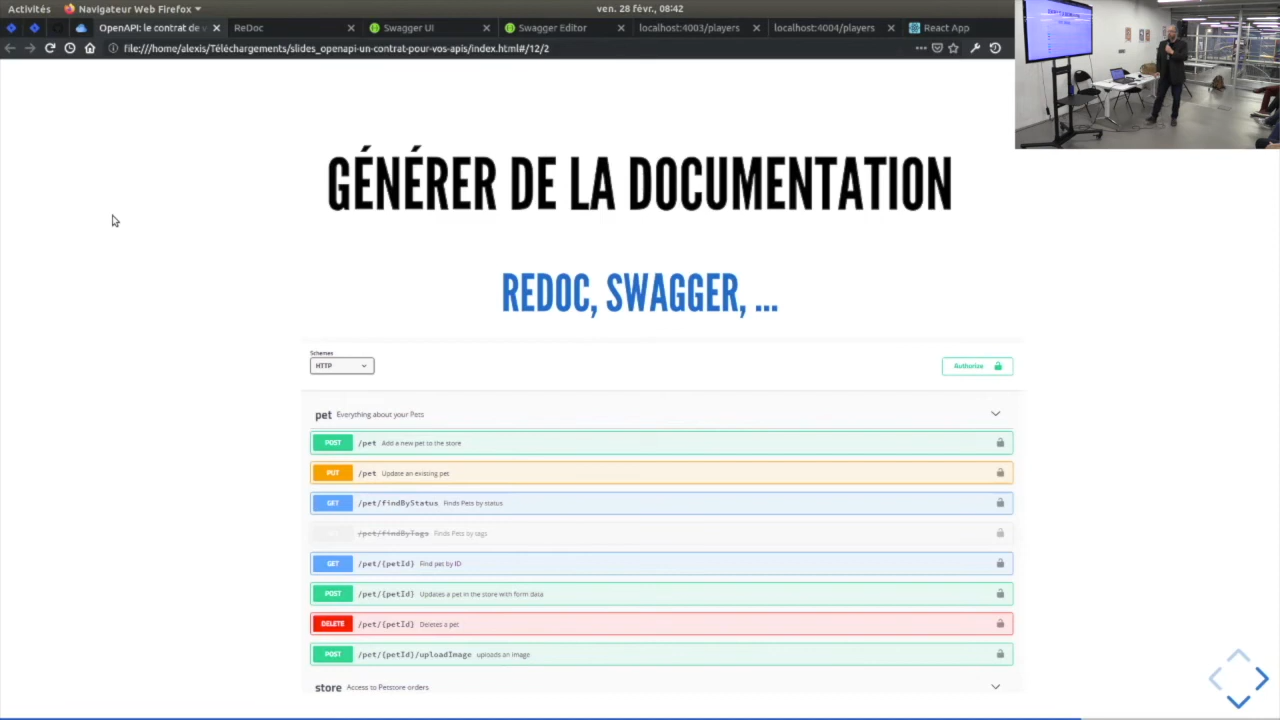 Activités
Navigateur Web Firefox
ven. 28 févr., 08:42
OpenAPI: le contrat de
ReDoc
Swagger UI
Swagger Editor
localhost:4003/players
localhost:4003/players
React App
file:///home/alexis/Téléchargements/slides_openapi-un-contrat-pour-vos-apis/index.html#/12/2
GÉNÉRER DE LA DOCUMENTATION
REDOC, SWAGGER, ...
Schemes
HTTP
Authorize
pet Everything about your Pets
POST /pet Add a new pet to the store
PUT /pet Update an existing pet
GET /pet/findByStatus Finds Pets by status
/pet/findByTags Finds Pets by tags
GET /pet/{petId} Find pet by ID
POST /pet/{petId} Updates a pet in the store with form data
DELETE /pet/{petId} Deletes a pet
POST /pet/{petId}/uploadImage uploads an image
store Access to Petstore orders